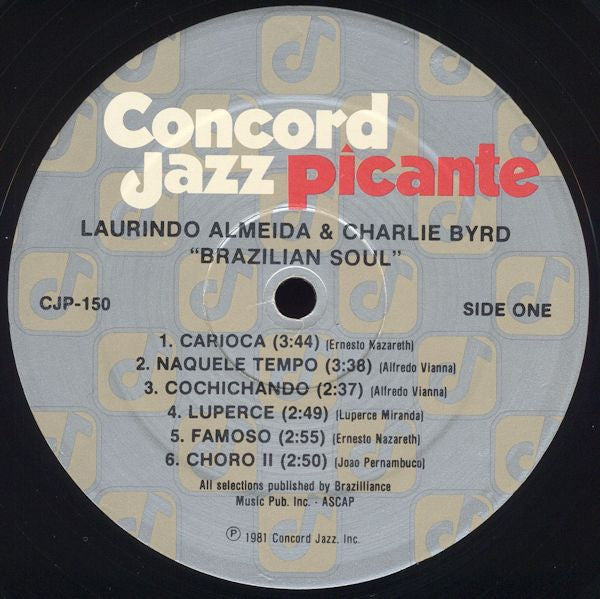 Concord
Jazz picante
LAURINDO ALMEIDA & CHARLIE BYRD
“BRAZILIAN SOUL”
CJP-150
SIDE ONE
1. CARIOCA (3:44) (Ernesto Nazareth)
2. NAQUELE TEMPO (3:38) (Alfredo Vianna)
3. COCHICHANDO (2:37) (Alfredo Vianna)
4. LUPERCE (2:49) (Luperce Miranda)
5. FAMOSO (2:55) (Ernesto Nazareth)
6. CHORO II (2:50) (Joao Pernambuco)
All selections published by Brazilliance
Music Pub. Inc. - ASCAP
℗ 1981 Concord Jazz, Inc.